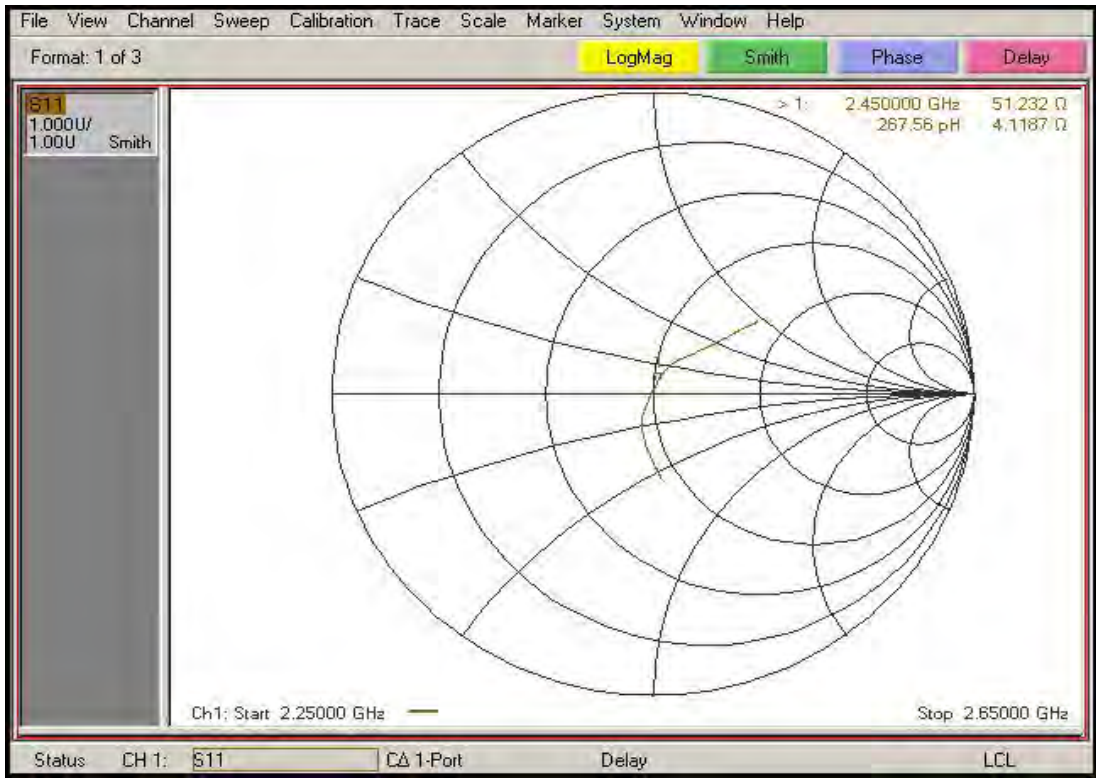 File View Channel Sweep Calibration Trace Scale Marker System Window Help
Format: 1 of 3 LogMag Smith Phase Delay
S11
1.000U/
1.00U Smith
> 1: 2.450000 GHz 51.232 Ω
267.56 pH 4.1187 Ω
Ch1: Start 2.25000 GHz Stop 2.65000 GHz
Status CH 1: S11 CΔ 1-Port Delay LCL